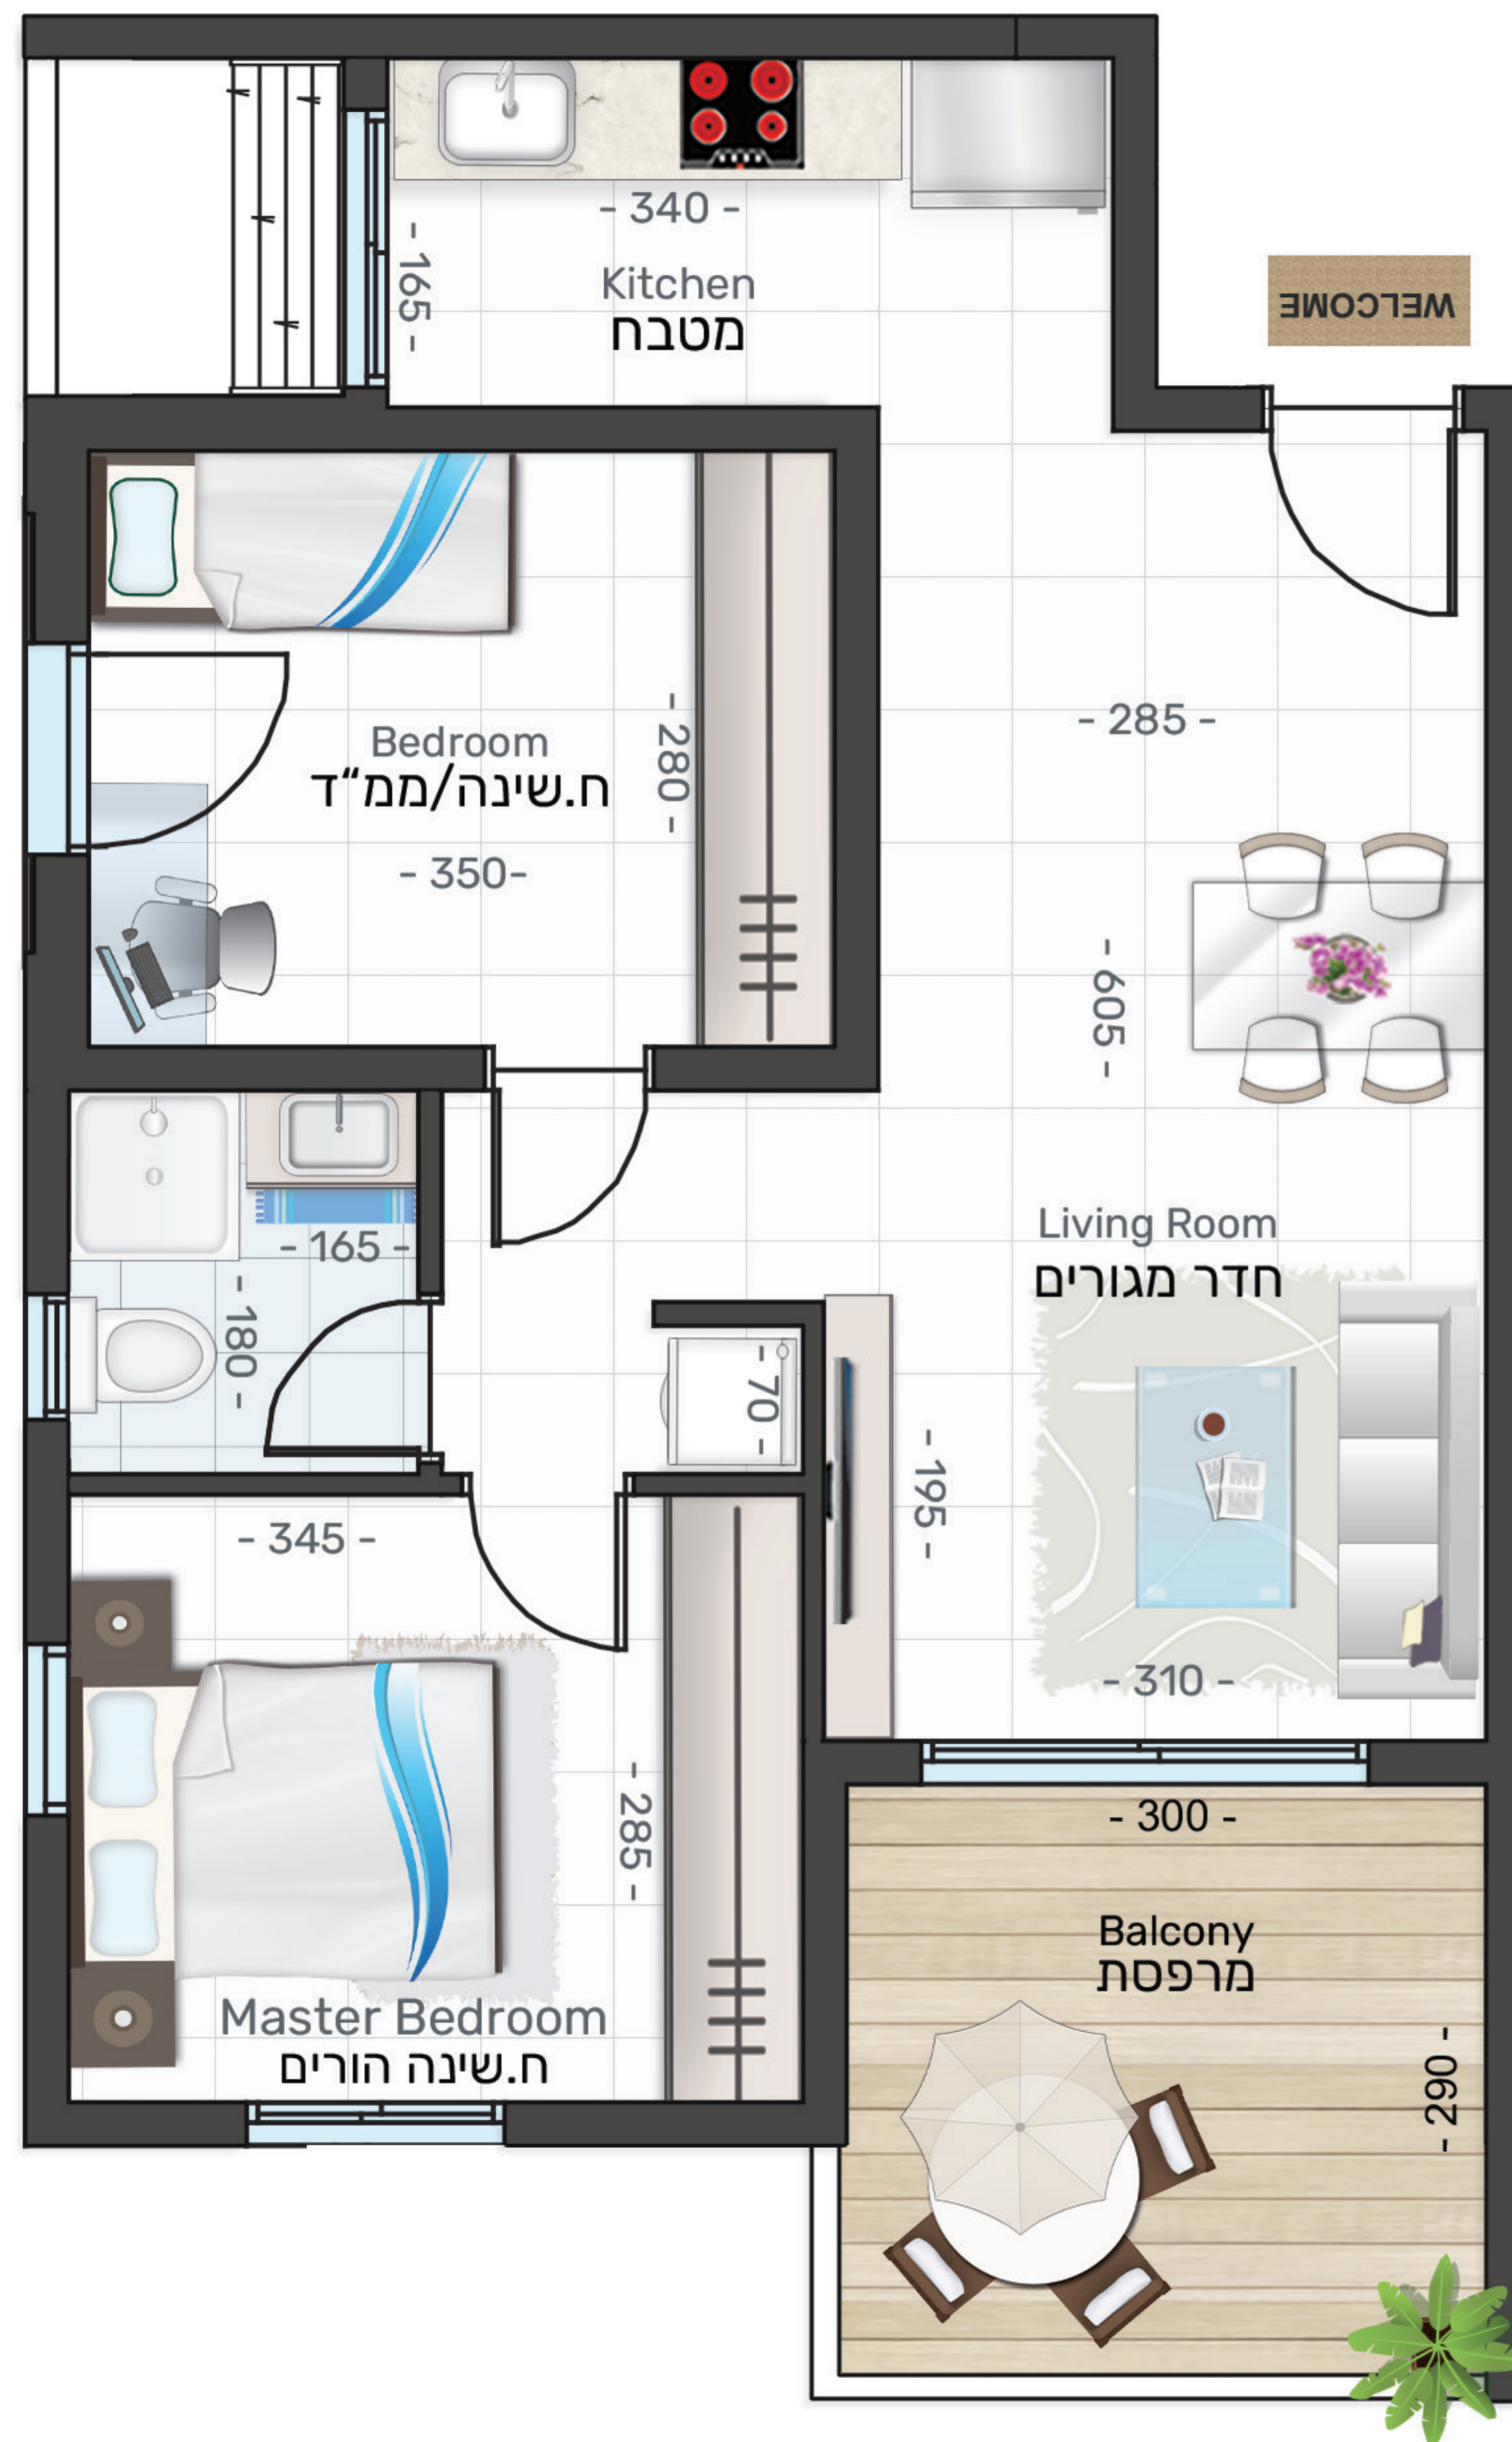 - 340 -
- 165 -
Kitchen
מטבח
WELCOME
- 285 -
Bedroom
ח.שינה/ממ“ד
- 280 -
- 350-
- 605 -
- 165 -
- 180 -
Living Room
חדר מגורים
- 70 -
- 195 -
- 345 -
- 310 -
- 285 -
- 300 -
Balcony
מרפסת
Master Bedroom
ח.שינה הורים
- 290 -